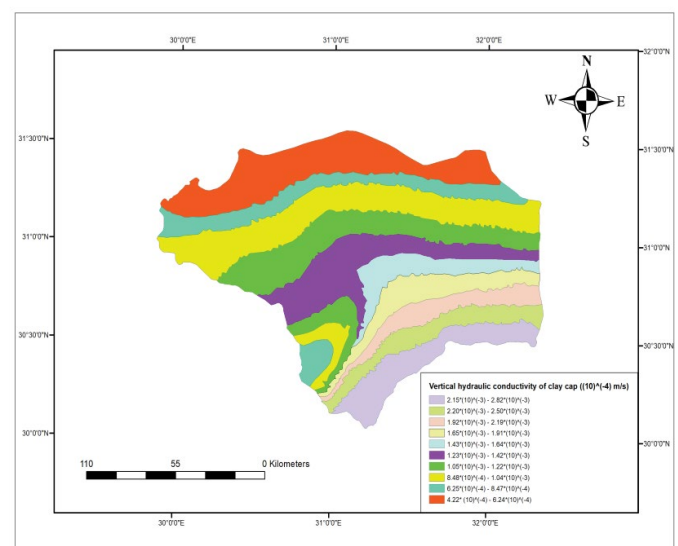 30°0'0"E 31°0'0"E 32°0'0"E
32°0'0"N
N
W E
S
31°30'0"N 31°30'0"N
31°0'0"N 31°0'0"N
30°30'0"N 30°30'0"N
30°0'0"N 30°0'0"N
Vertical hydraulic conductivity of clay cap ((10)^(-4) m/s)
2.15*(10)^(-3) - 2.82*(10)^(-3)
2.20*(10)^(-3) - 2.50*(10)^(-3)
1.92*(10)^(-3) - 2.19*(10)^(-3)
1.65*(10)^(-3) - 1.91*(10)^(-3)
1.43*(10)^(-3) - 1.64*(10)^(-3)
1.23*(10)^(-3) - 1.42*(10)^(-3)
1.05*(10)^(-3) - 1.22*(10)^(-3)
8.48*(10)^(-4) - 1.04*(10)^(-3)
6.25*(10)^(-4) - 8.47*(10)^(-4)
4.22* (10)^(-4) - 6.24*(10)^(-4)
110 55 0 Kilometers
30°0'0"E 31°0'0"E 32°0'0"E